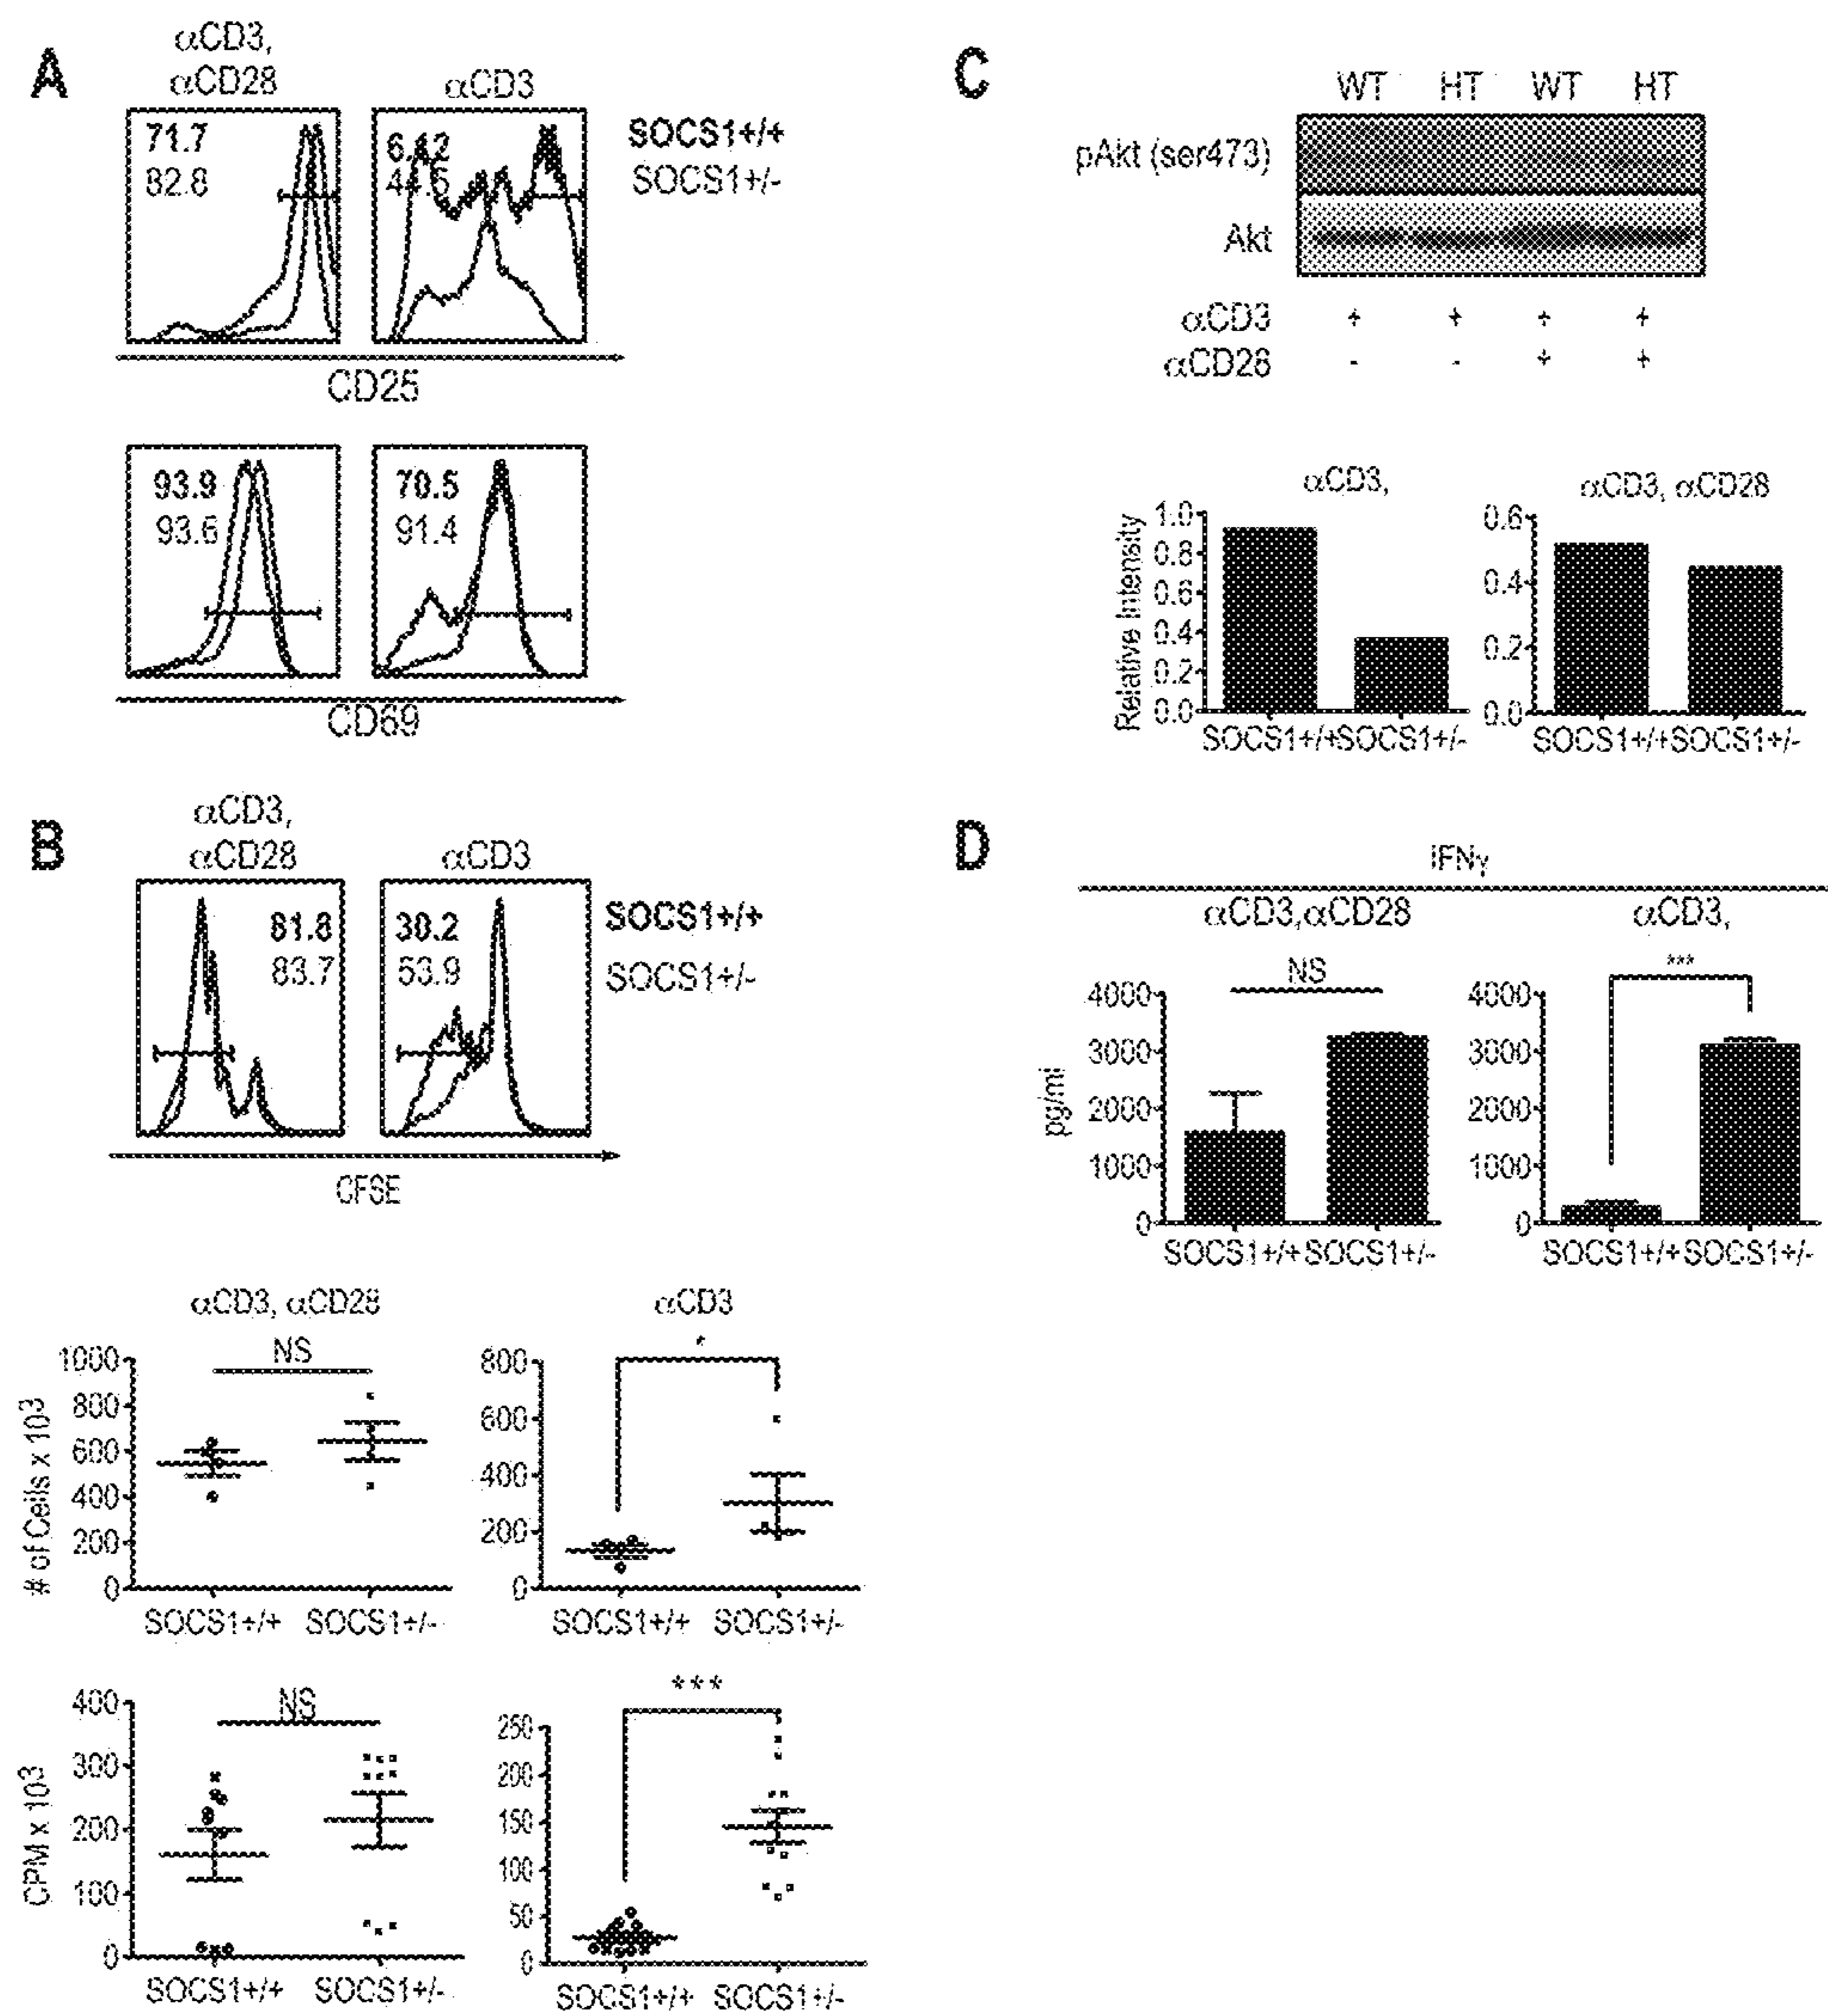 A
αCD3,
αCD28
αCD3
71.7
82.8
6.12
44.5
SOCS1+/+
SOCS1+/-
CD25
93.9
93.6
70.5
91.4
CD69
B
αCD3,
αCD28
αCD3
81.8
83.7
30.2
53.9
SOCS1+/+
SOCS1+/-
CFSE
αCD3, αCD28
NS
# of Cells x 10³
1000
800
600
400
200
0
SOCS1+/+ SOCS1+/-
αCD3
*
800
600
400
200
0
SOCS1+/+ SOCS1+/-
NS
CPM x 10³
400
300
200
100
0
SOCS1+/+ SOCS1+/-
***
250
200
150
100
50
0
SOCS1+/+ SOCS1+/-
C
WT HT WT HT
pAkt (ser473)
Akt
αCD3 + + + +
αCD28 - - + +
αCD3,
Relative Intensity
1.0
0.8
0.6
0.4
0.2
0.0
SOCS1+/+SOCS1+/-
αCD3, αCD28
0.6
0.4
0.2
0.0
SOCS1+/+SOCS1+/-
D
IFNγ
αCD3,αCD28
NS
pg/ml
4000
3000
2000
1000
0
SOCS1+/+SOCS1+/-
αCD3,
***
4000
3000
2000
1000
0
SOCS1+/+SOCS1+/-